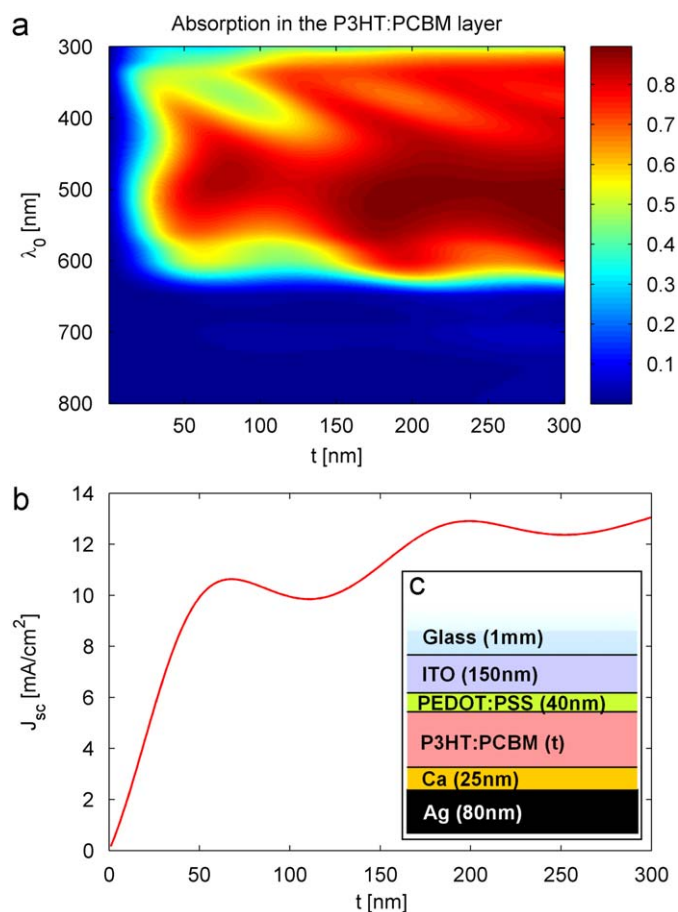 a
Absorption in the P3HT:PCBM layer
300
400
500
600
700
800
λ₀ [nm]
50 100 150 200 250 300
t [nm]
0.8
0.7
0.6
0.5
0.4
0.3
0.2
0.1
b
14
12
10
8
6
4
2
0
J_sc [mA/cm²]
0 50 100 150 200 250 300
t [nm]
c
Glass (1mm)
ITO (150nm)
PEDOT:PSS (40nm)
P3HT:PCBM (t)
Ca (25nm)
Ag (80nm)